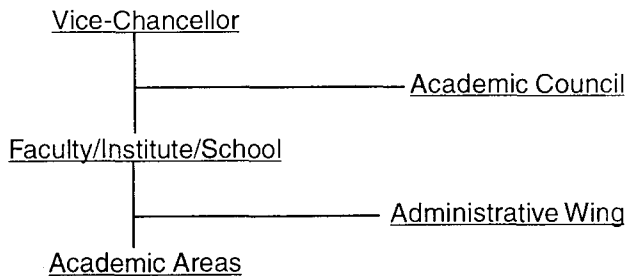 Vice-Chancellor
Academic Council
Faculty/Institute/School
Administrative Wing
Academic Areas